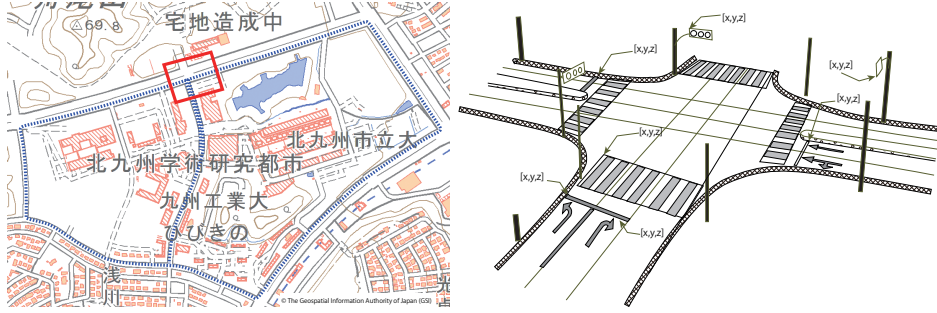 宅地造成中
69.8
北九州市立大
北九州学術研究都市
九州工業大
ひびきの
浅
川
光
© The Geospatial Information Authority of Japan (GSI)
[x,y,z]
[x,y,z]
[x,y,z]
[x,y,z]
[x,y,z]
[x,y,z]
[x,y,z]